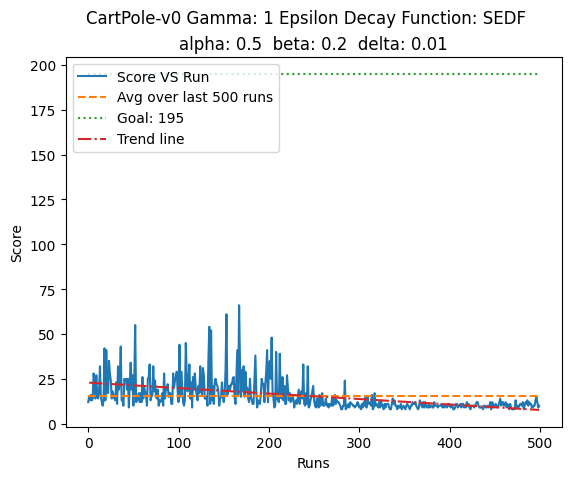 CartPole-v0 Gamma: 1 Epsilon Decay Function: SEDF
alpha: 0.5  beta: 0.2  delta: 0.01
Score VS Run
Avg over last 500 runs
Goal: 195
Trend line
200
175
150
125
100
75
50
25
0
Score
0
100
200
300
400
500
Runs